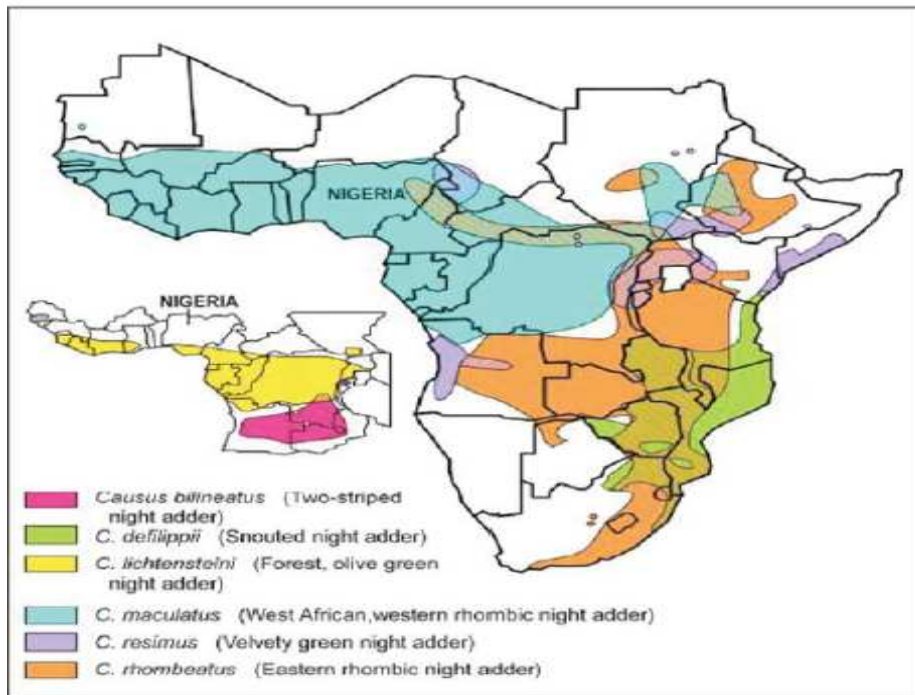 NIGERIA
NIGERIA
Causus bilineatus (Two-striped
night adder)
C. defilippii (Snouted night adder)
C. lichtensteini (Forest, olive green
night adder)
C. maculatus (West African,western rhombic night adder)
C. resimus (Velvety green night adder)
C. rhombeatus (Eastern rhombic night adder)